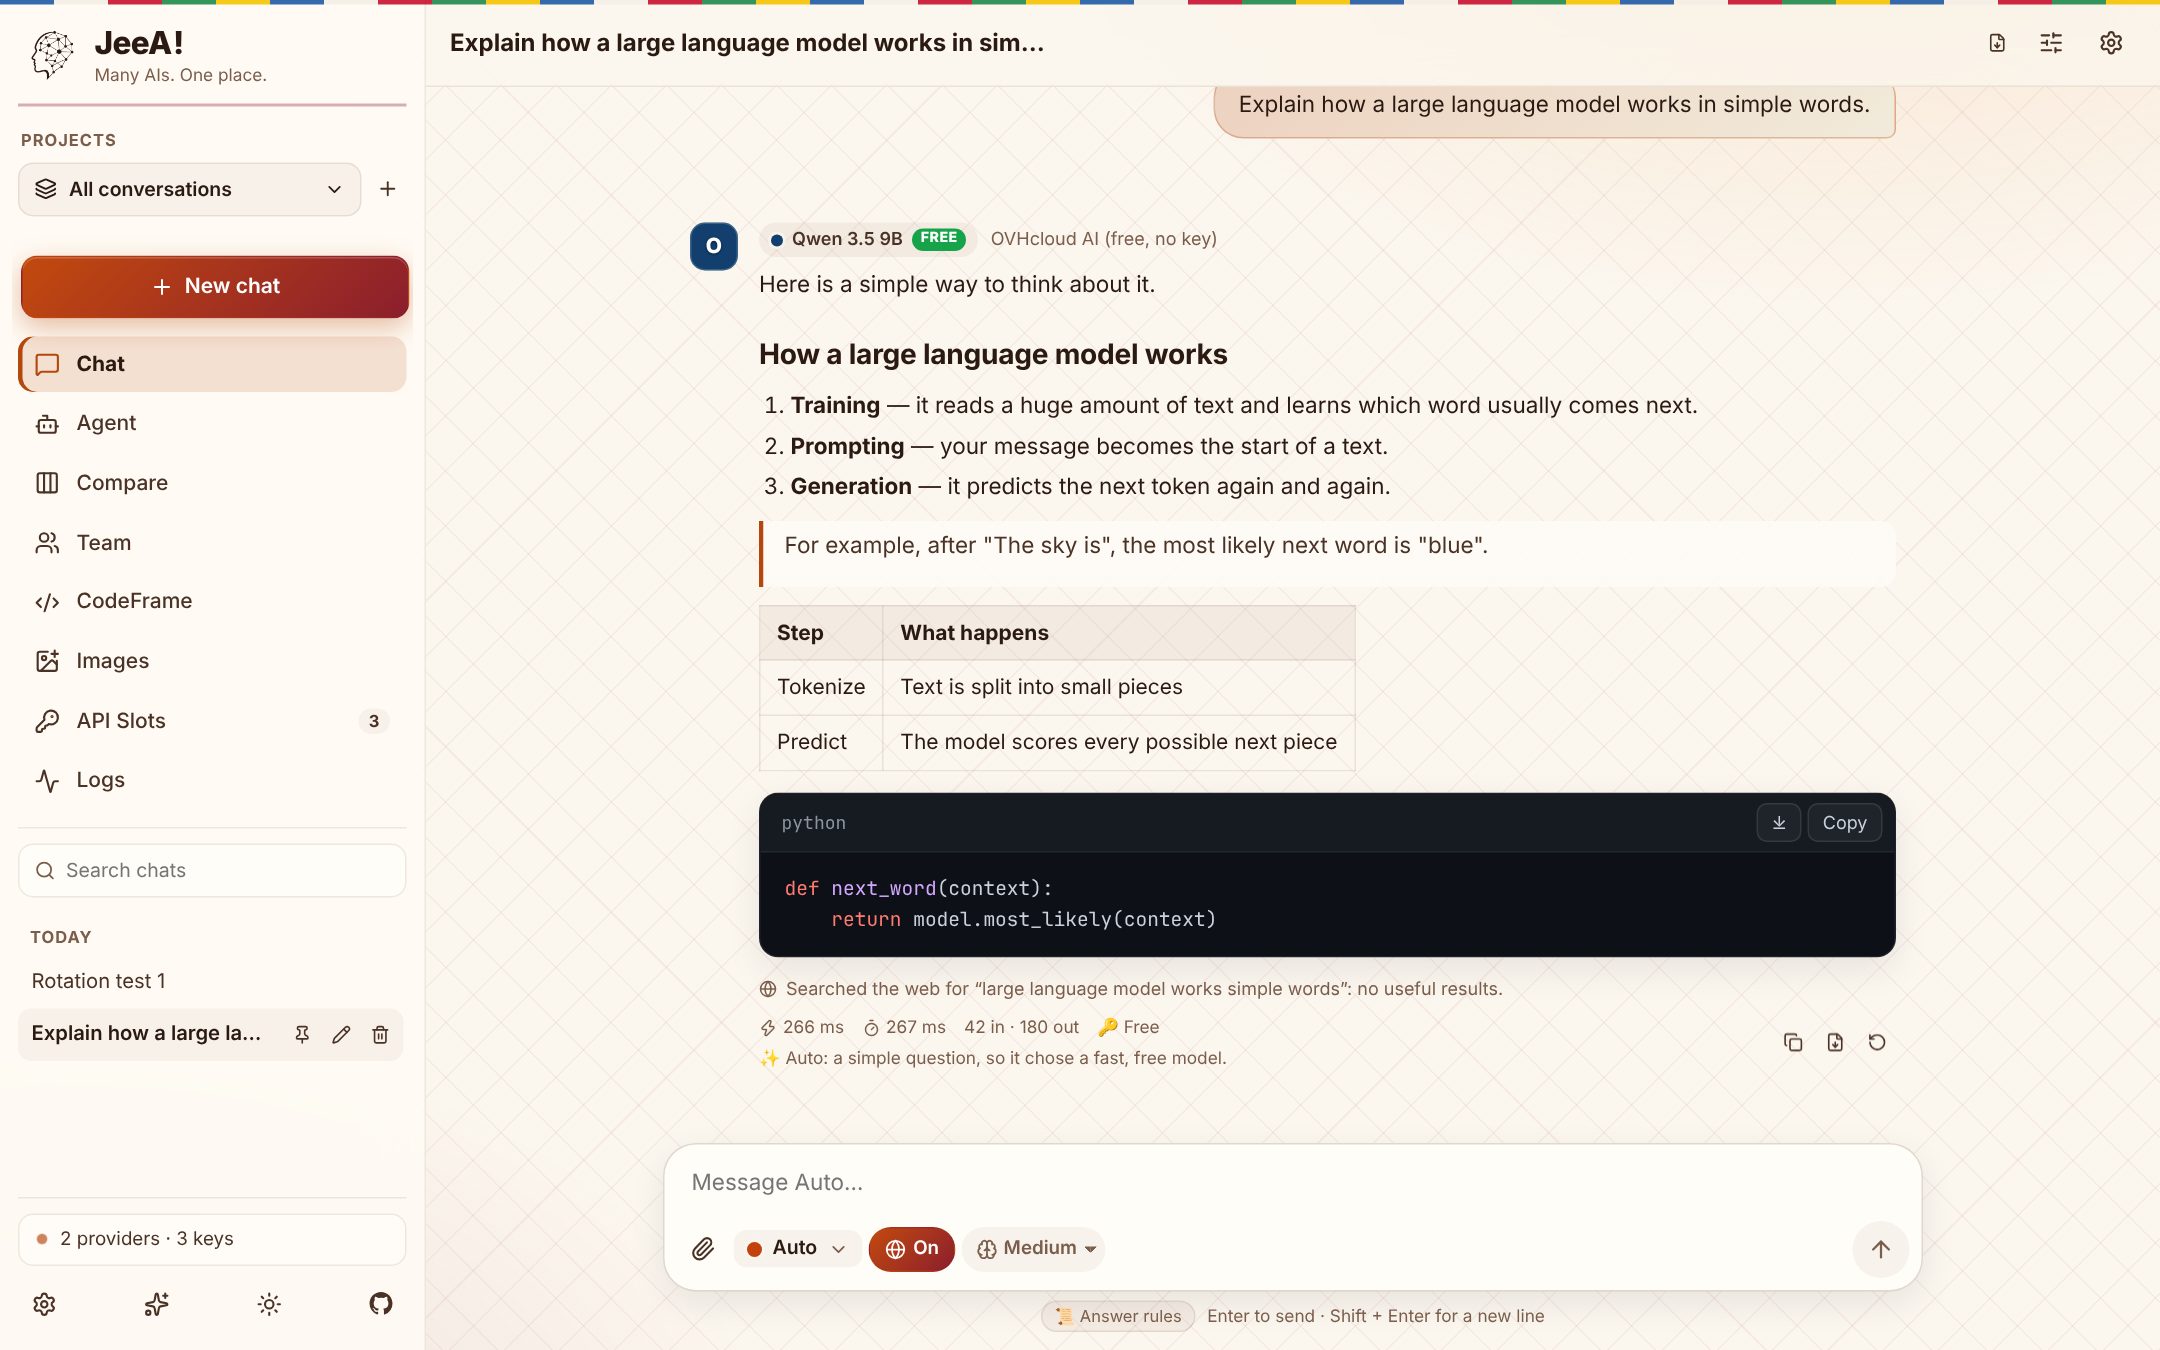 JeeA!
Many AIs. One place.
PROJECTS
All conversations
New chat
Chat
Agent
Compare
Team
CodeFrame
Images
API Slots 3
Logs
Search chats
TODAY
Rotation test 1
Explain how a large la...
2 providers · 3 keys
Explain how a large language model works in sim...
Explain how a large language model works in simple words.
O
Qwen 3.5 9B FREE OVHcloud AI (free, no key)
Here is a simple way to think about it.
How a large language model works
1. Training — it reads a huge amount of text and learns which word usually comes next.
2. Prompting — your message becomes the start of a text.
3. Generation — it predicts the next token again and again.
For example, after "The sky is", the most likely next word is "blue".
Step What happens
Tokenize Text is split into small pieces
Predict The model scores every possible next piece
python Copy
def next_word(context):
    return model.most_likely(context)
Searched the web for “large language model works simple words”: no useful results.
266 ms 267 ms 42 in · 180 out 🔑 Free
✨ Auto: a simple question, so it chose a fast, free model.
Message Auto...
Auto On Medium
📜 Answer rules Enter to send · Shift + Enter for a new line